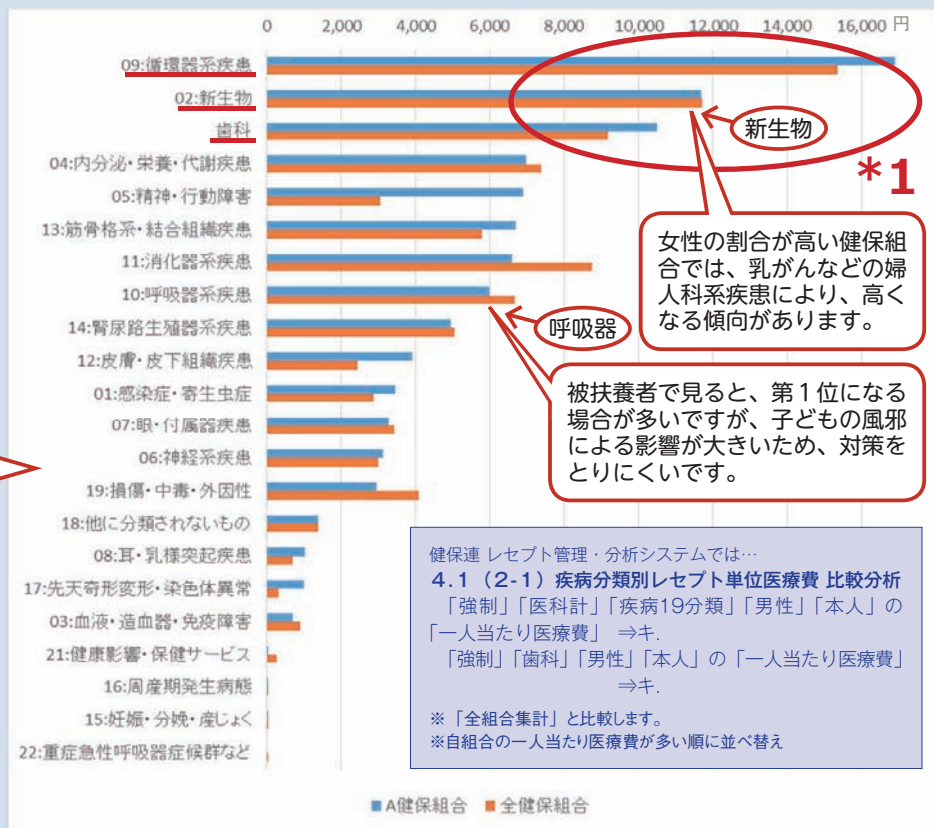 0 2,000 4,000 6,000 8,000 10,000 12,000 14,000 16,000 円
09:循環器系疾患
02:新生物
歯科
04:内分泌・栄養・代謝疾患
05:精神・行動障害
13:筋骨格系・結合組織疾患
11:消化器系疾患
10:呼吸器系疾患
14:腎尿路生殖器系疾患
12:皮膚・皮下組織疾患
01:感染症・寄生虫症
07:眼・付属器疾患
06:神経系疾患
19:損傷・中毒・外因性
18:他に分類されないもの
08:耳・乳様突起疾患
17:先天奇形変形・染色体異常
03:血液・造血器・免疫障害
21:健康影響・保健サービス
16:周産期発生病態
15:妊娠・分娩・産じょく
22:重症急性呼吸器症候群など
新生物
*1
女性の割合が高い健保組
合では、乳がんなどの婦
人科系疾患により、高く
なる傾向があります。
呼吸器
被扶養者で見ると、第1位になる
場合が多いですが、子どもの風邪
による影響が大きいため、対策を
とりにくいです。
健保連 レセプト管理・分析システムでは…
4.1（2-1）疾病分類別レセプト単位医療費 比較分析
「強制」「医科計」「疾病19分類」「男性」「本人」の
「一人当たり医療費」 ⇒キ.
「強制」「歯科」「男性」「本人」の「一人当たり医療費」
⇒キ.
※「全組合集計」と比較します。
※自組合の一人当たり医療費が多い順に並べ替え
A健保組合 全健保組合